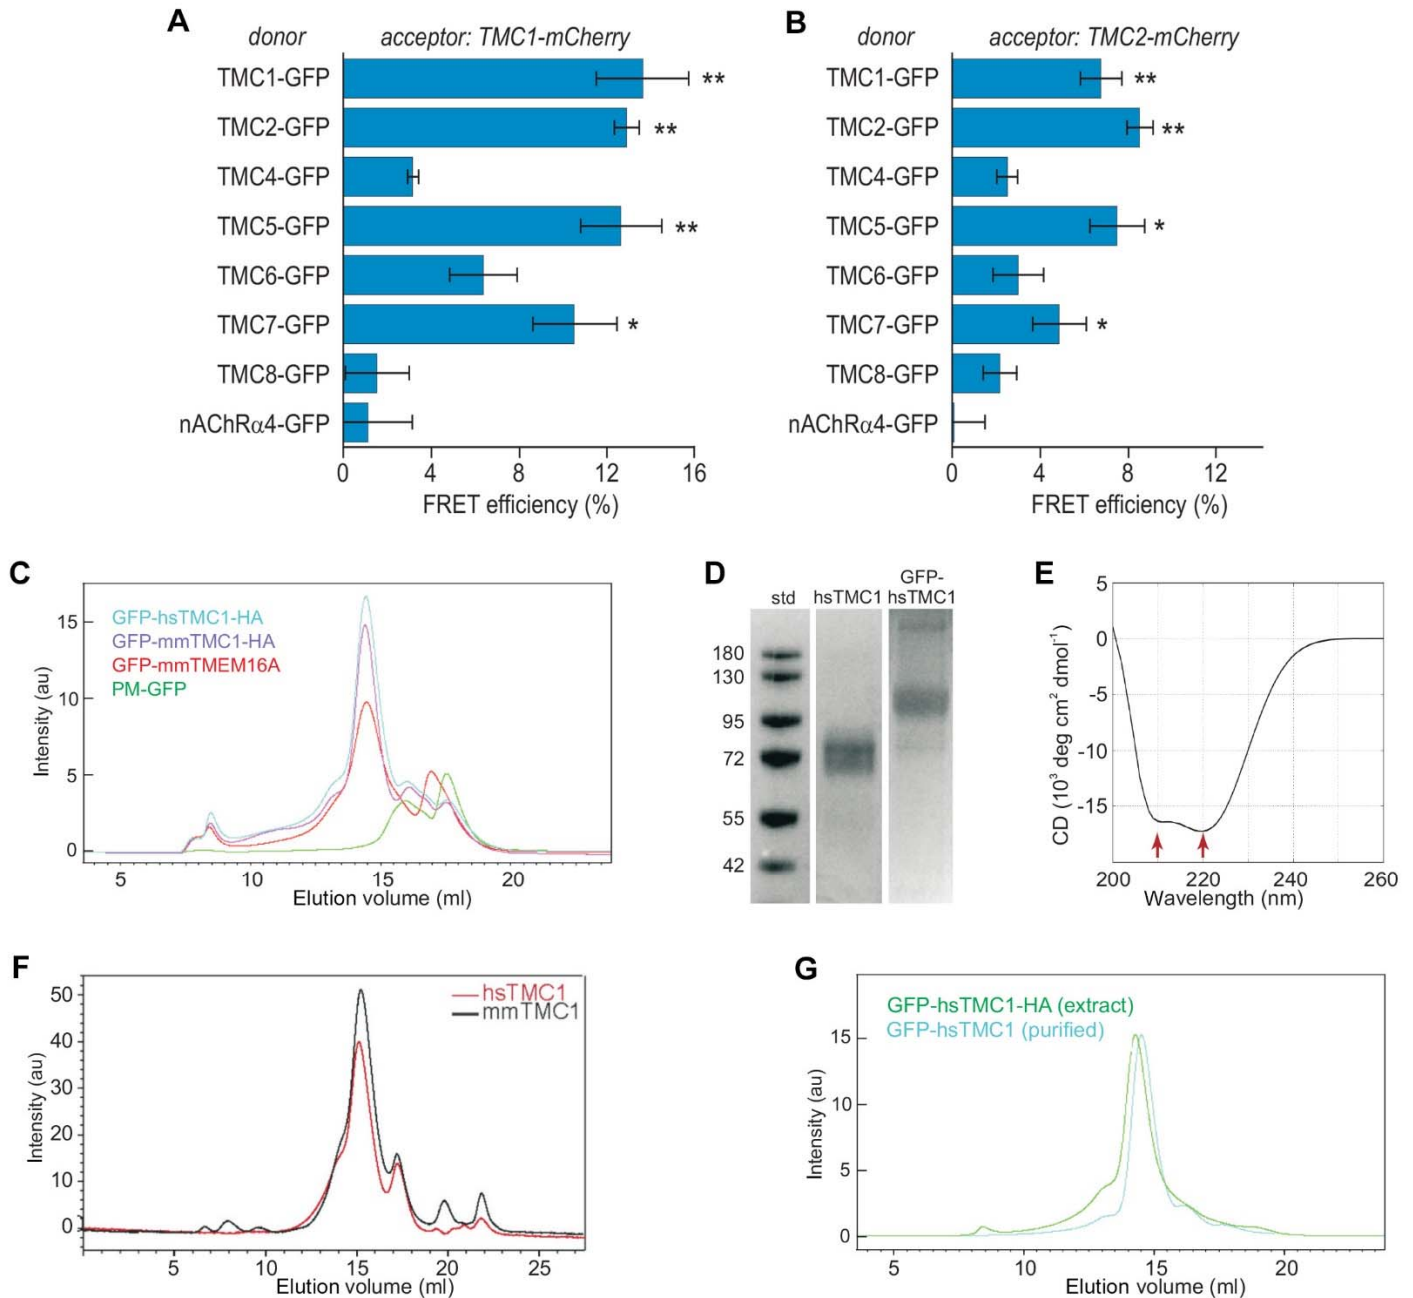 A
donor
acceptor: TMC1-mCherry
TMC1-GFP
**
TMC2-GFP
**
TMC4-GFP
TMC5-GFP
**
TMC6-GFP
TMC7-GFP
*
TMC8-GFP
nAChRα4-GFP
0 4 8 12 16
FRET efficiency (%)
B
donor
acceptor: TMC2-mCherry
TMC1-GFP
**
TMC2-GFP
**
TMC4-GFP
TMC5-GFP
*
TMC6-GFP
TMC7-GFP
*
TMC8-GFP
nAChRα4-GFP
0 4 8 12
FRET efficiency (%)
C
GFP-hsTMC1-HA
GFP-mmTMC1-HA
GFP-mmTMEM16A
PM-GFP
Intensity (au)
15
10
5
0
5 10 15 20
Elution volume (ml)
D
std
hsTMC1
GFP-
hsTMC1
180
130
95
72
55
42
E
CD (10³ deg cm² dmol⁻¹)
5
0
-5
-10
-15
200 220 240 260
Wavelength (nm)
F
hsTMC1
mmTMC1
Intensity (au)
50
40
30
20
10
0
5 10 15 20 25
Elution volume (ml)
G
GFP-hsTMC1-HA (extract)
GFP-hsTMC1 (purified)
Intensity (au)
15
10
5
0
5 10 15 20
Elution volume (ml)